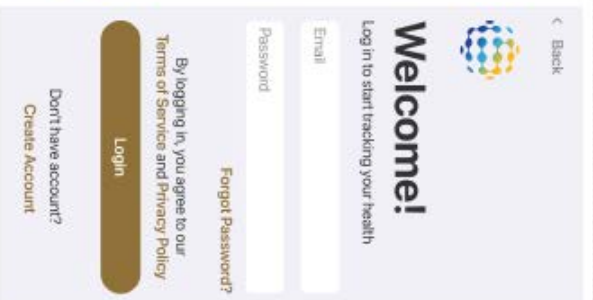 < Back
Welcome!
Log in to start tracking your health
Email
Password
Forgot Password?
By logging in, you agree to our
Terms of Service and Privacy Policy
Login
Don't have account?
Create Account